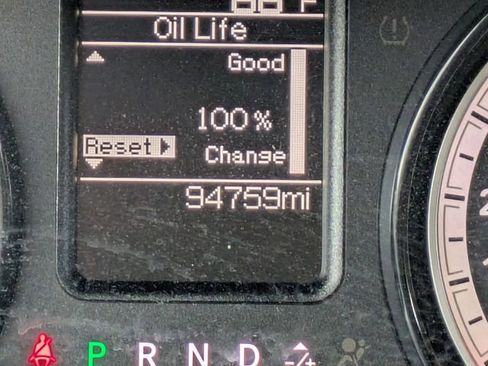 F
Oil Life
Good
100%
Reset
Change
94759mi
P R N D -/+